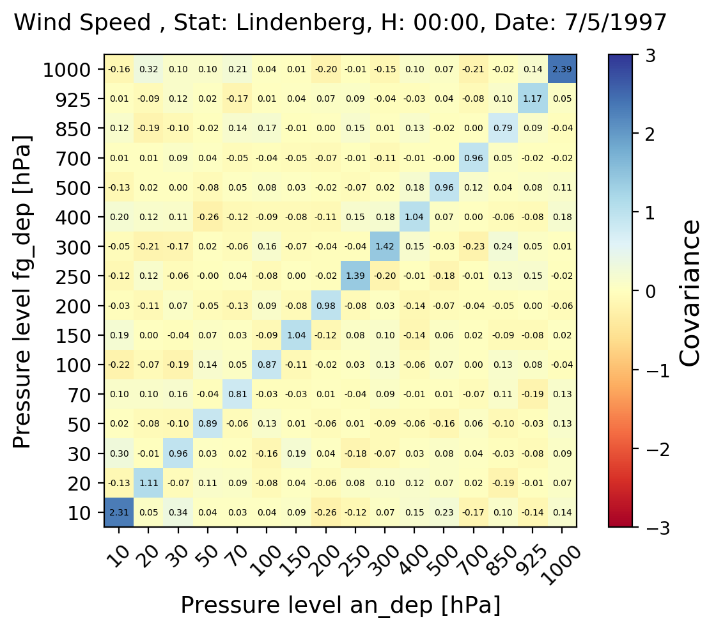 Wind Speed , Stat: Lindenberg, H: 00:00, Date: 7/5/1997
Pressure level fg_dep [hPa]
1000 -0.16 0.32 0.10 0.10 0.21 0.04 0.01 -0.20 -0.01 -0.15 0.10 0.07 -0.21 -0.02 0.14 2.39
925 0.01 -0.09 0.12 0.02 -0.17 0.01 0.04 0.07 0.09 -0.04 -0.03 0.04 -0.08 0.10 1.17 0.05
850 0.12 -0.19 -0.10 -0.02 0.14 0.17 -0.01 0.00 0.15 0.01 0.13 -0.02 0.00 0.79 0.09 -0.04
700 0.01 0.01 0.09 0.04 -0.05 -0.04 -0.05 -0.07 -0.01 -0.11 -0.01 -0.00 0.96 0.05 -0.02 -0.02
500 -0.13 0.02 0.00 -0.08 0.05 0.08 0.03 -0.02 -0.07 0.02 0.18 0.96 0.12 0.04 0.08 0.11
400 0.20 0.12 0.11 -0.26 -0.12 -0.09 -0.08 -0.11 0.15 0.18 1.04 0.07 0.00 -0.06 -0.08 0.18
300 -0.05 -0.21 -0.17 0.02 -0.06 0.16 -0.07 -0.04 -0.04 1.42 0.15 -0.03 -0.23 0.24 0.05 0.01
250 -0.12 0.12 -0.06 -0.00 0.04 -0.08 0.00 -0.02 1.39 -0.20 -0.01 -0.18 -0.01 0.13 0.15 -0.02
200 -0.03 -0.11 0.07 -0.05 -0.13 0.09 -0.08 0.98 -0.08 0.03 -0.14 -0.07 -0.04 -0.05 0.00 -0.06
150 0.19 0.00 -0.04 0.07 0.03 -0.09 1.04 -0.08 0.08 0.10 -0.14 0.06 0.02 -0.09 -0.08 0.02
100 -0.22 -0.07 -0.19 0.14 0.05 0.87 -0.11 -0.02 0.03 0.13 -0.06 0.07 0.00 0.13 0.08 -0.04
70 0.10 0.10 0.16 -0.04 0.81 -0.03 -0.03 0.01 -0.04 0.09 -0.01 0.01 -0.07 0.11 -0.19 0.13
50 0.02 -0.08 -0.10 0.89 -0.06 0.13 0.01 -0.06 0.01 -0.09 -0.06 -0.16 0.06 -0.10 -0.03 0.13
30 0.30 -0.01 0.96 0.03 0.02 -0.16 0.19 0.04 -0.18 -0.07 0.03 0.08 0.04 -0.03 -0.08 0.09
20 -0.13 1.11 -0.07 0.11 0.09 -0.08 0.04 -0.06 0.08 0.10 0.12 0.07 0.02 -0.19 -0.01 0.07
10 2.31 0.05 0.34 0.04 0.03 0.04 0.09 -0.26 -0.12 0.07 0.15 0.23 -0.17 0.10 -0.14 0.14
10 20 30 50 70 100 150 200 250 300 400 500 700 850 925 1000
Pressure level an_dep [hPa]
3
2
1
0
−1
−2
−3
Covariance